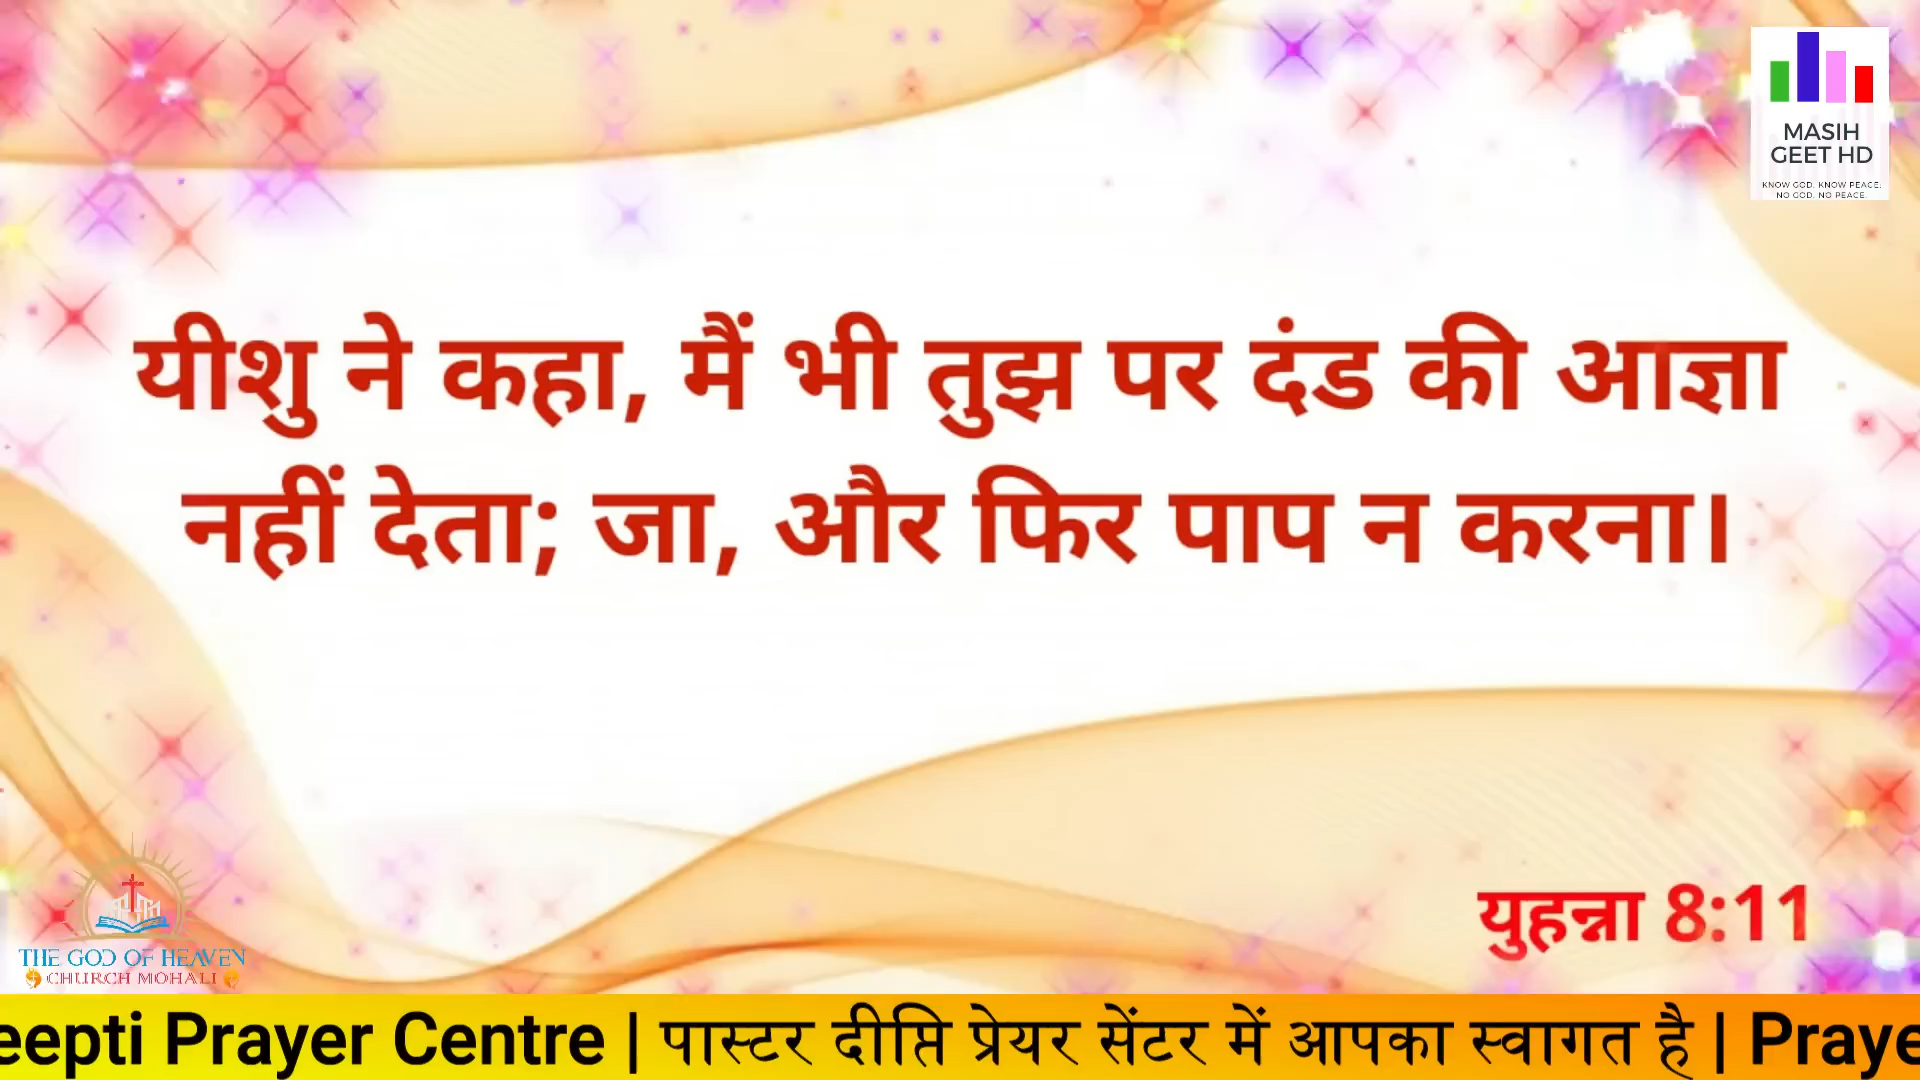 MASIH
GEET HD
KNOW GOD. KNOW PEACE.
NO GOD. NO PEACE.
यीशु ने कहा, मैं भी तुझ पर दंड की आज्ञा
नहीं देता; जा, और फिर पाप न करना।
युहन्ना 8:11
THE GOD OF HEAVEN
CHURCH MOHALI
eepti Prayer Centre | पास्टर दीप्ति प्रेयर सेंटर में आपका स्वागत है | Praye